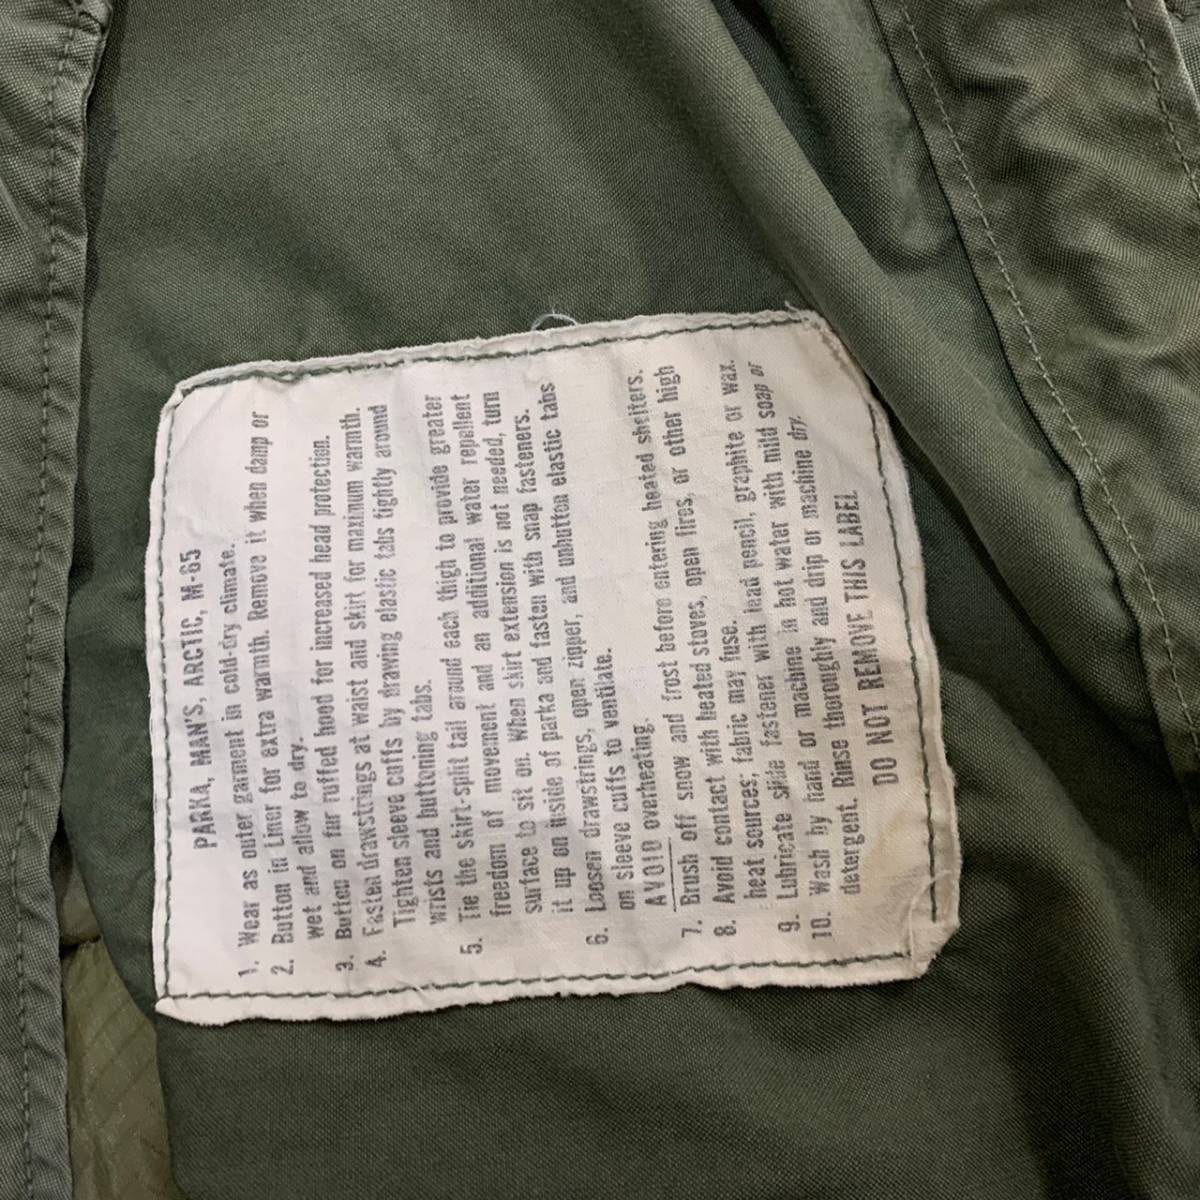 PARKA, MAN'S, ARCTIC, M-65
1. Wear as outer garment in cold-dry climate.
2. Button in Liner for extra warmth. Remove it when damp or
wet and allow to dry.
3. Button on fur ruffed hood for increased head protection.
4. Fasten drawstrings at waist and skirt for maximum warmth.
Tighten sleeve cuffs by drawing elastic tabs tightly around
wrists and buttoning tabs.
5. Tie the skirt-split tail around each thigh to provide greater
freedom of movement and an additional water repellent
surface to sit on. When skirt extension is not needed, turn
it up on inside of parka and fasten with snap fasteners.
6. Loosen drawstrings, open zipper, and unbutton elastic tabs
on sleeve cuffs to ventilate.
AVOID overheating.
7. Brush off snow and frost before entering heated shelters.
8. Avoid contact with heated stoves, open fires, or other high
heat sources; fabric may fuse.
9. Lubricate slide fastener with lead pencil, graphite or wax.
10. Wash by hand or machine in hot water with mild soap or
detergent. Rinse thoroughly and drip or machine dry.
DO NOT REMOVE THIS LABEL